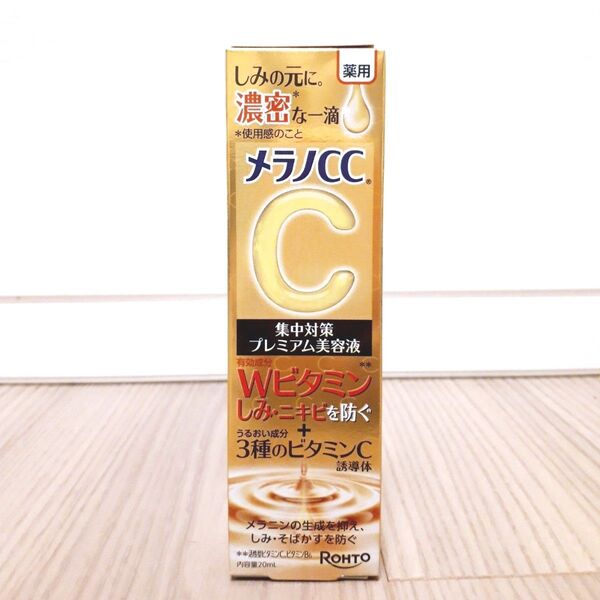 薬用
しみの元に。
濃密*な一滴
*使用感のこと
メラノCC®
C
集中対策
プレミアム美容液
有効成分
Wビタミン**
しみ・ニキビを防ぐ
+
うるおい成分
3種のビタミンC
誘導体
メラニンの生成を抑え、
しみ・そばかすを防ぐ
**活性型ビタミンC、ビタミンB₆
内容量20mL
ROHTO